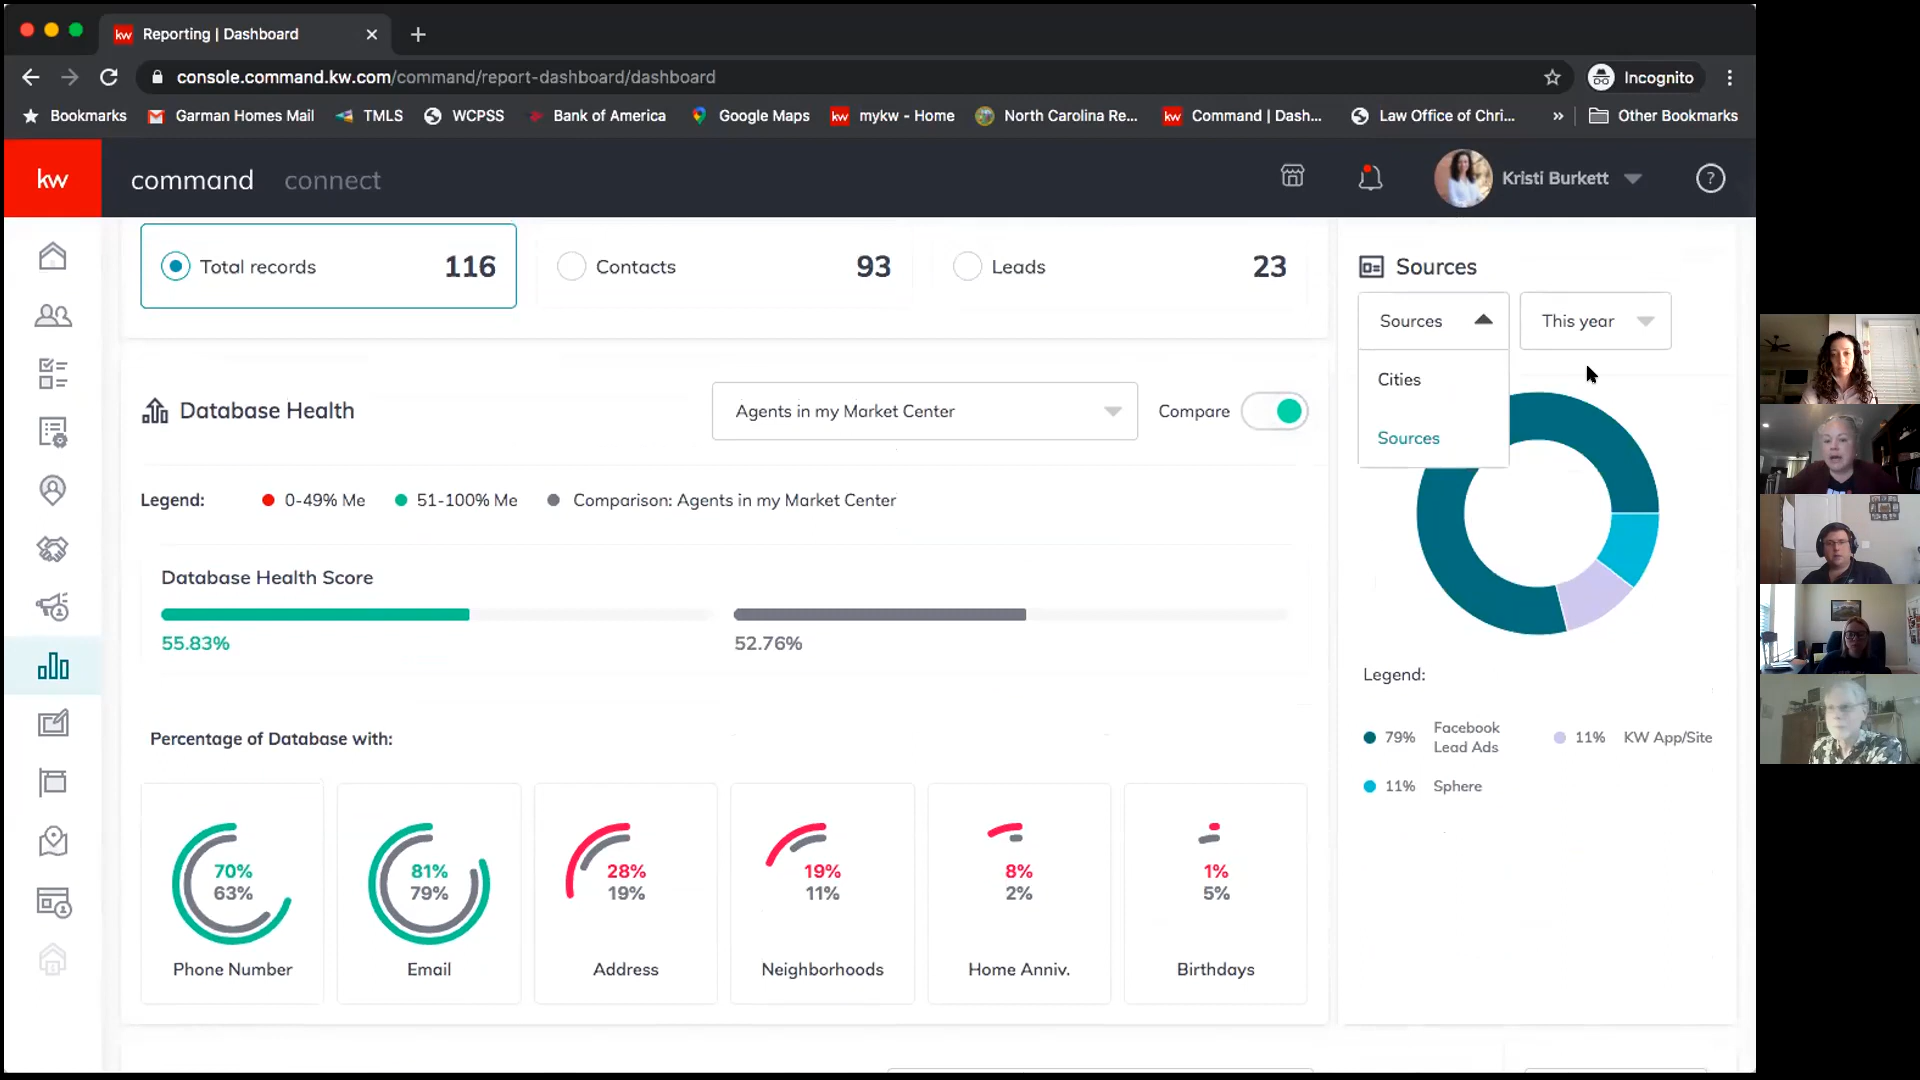 kw Reporting | Dashboard
console.command.kw.com/command/report-dashboard/dashboard
Incognito
Bookmarks Garman Homes Mail TMLS WCPSS Bank of America Google Maps kw mykw - Home North Carolina Re... kw Command | Dash... Law Office of Chri... » Other Bookmarks
kw command connect Kristi Burkett ?
Total records 116 Contacts 93 Leads 23
Sources
Sources This year
Cities
Sources
Database Health Agents in my Market Center Compare
Legend: 0-49% Me 51-100% Me Comparison: Agents in my Market Center
Database Health Score
55.83% 52.76%
Percentage of Database with:
70% 81% 28% 19% 8% 1%
63% 79% 19% 11% 2% 5%
Phone Number Email Address Neighborhoods Home Anniv. Birthdays
Legend:
79% Facebook Lead Ads 11% KW App/Site
11% Sphere